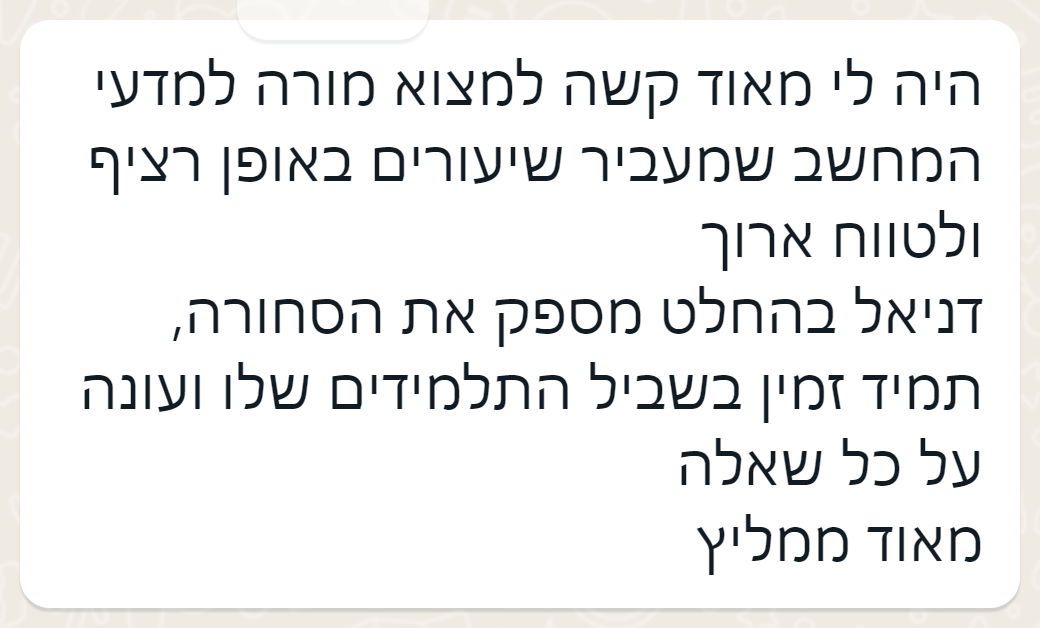 היה לי מאוד קשה למצוא מורה למדעי
המחשב שמעביר שיעורים באופן רציף
ולטווח ארוך
דניאל בהחלט מספק את הסחורה,
תמיד זמין בשביל התלמידים שלו ועונה
על כל שאלה
מאוד ממליץ